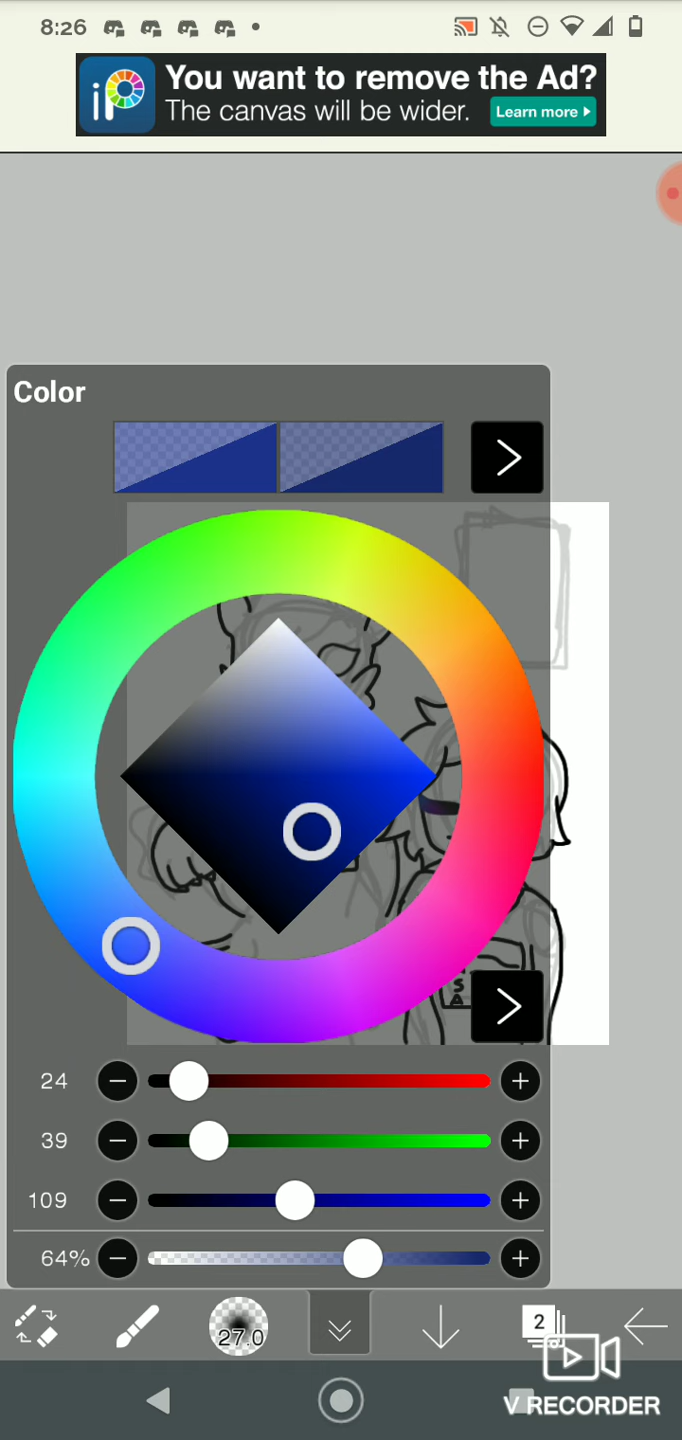 8:26
iP
You want to remove the Ad?
The canvas will be wider.
Learn more
Color
S
A
24
39
109
64%
27.0
2
V RECORDER